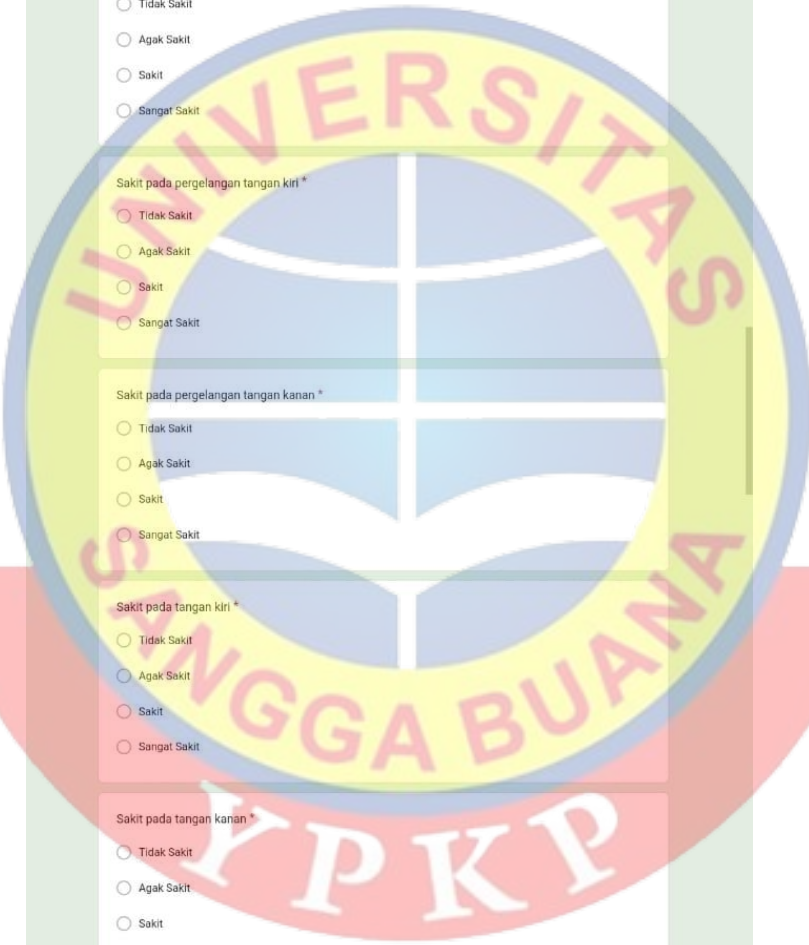 Tidak Sakit
Agak Sakit
Sakit
Sangat Sakit
Sakit pada pergelangan tangan kiri *
Tidak Sakit
Agak Sakit
Sakit
Sangat Sakit
Sakit pada pergelangan tangan kanan *
Tidak Sakit
Agak Sakit
Sakit
Sangat Sakit
Sakit pada tangan kiri *
Tidak Sakit
Agak Sakit
Sakit
Sangat Sakit
Sakit pada tangan kanan *
Tidak Sakit
Agak Sakit
Sakit
UNIVERSITAS
SANGGA BUANA
YPKP